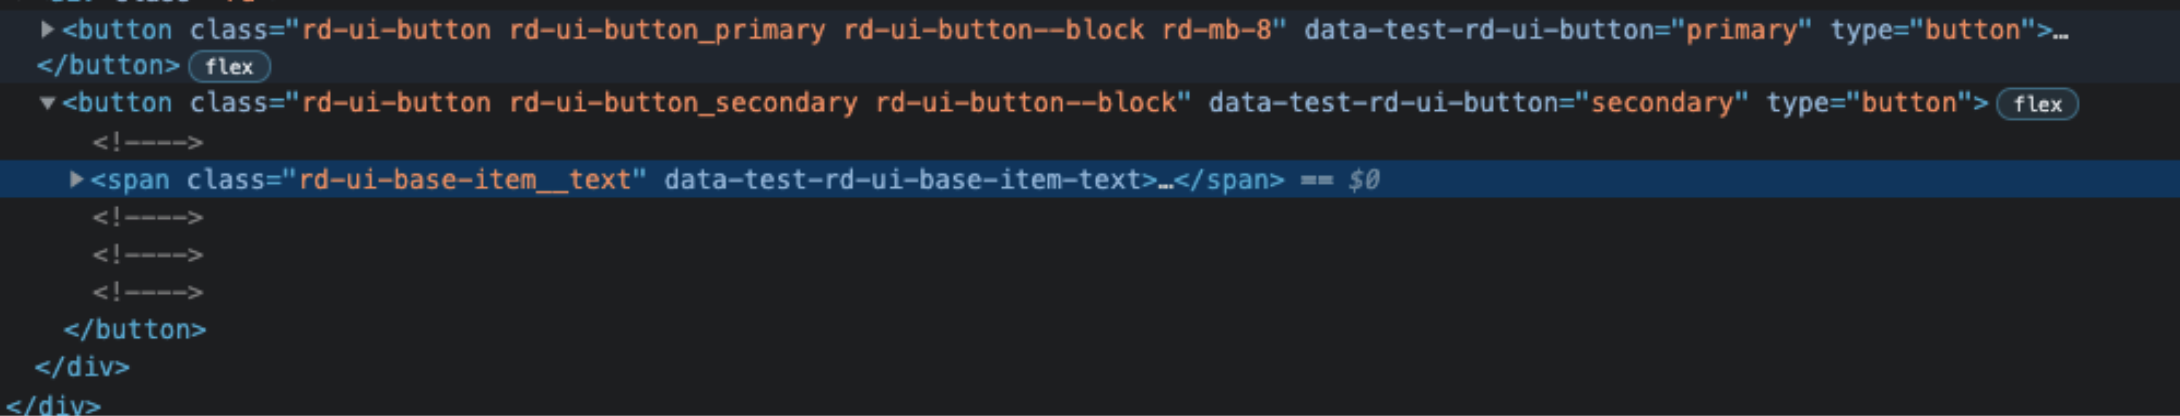 ▶<button class="rd-ui-button rd-ui-button_primary rd-ui-button--block rd-mb-8" data-test-rd-ui-button="primary" type="button">…
</button> flex
▼<button class="rd-ui-button rd-ui-button_secondary rd-ui-button--block" data-test-rd-ui-button="secondary" type="button"> flex
<!---->
▶<span class="rd-ui-base-item__text" data-test-rd-ui-base-item-text>…</span> == $0
<!---->
<!---->
<!---->
</button>
</div>
</div>